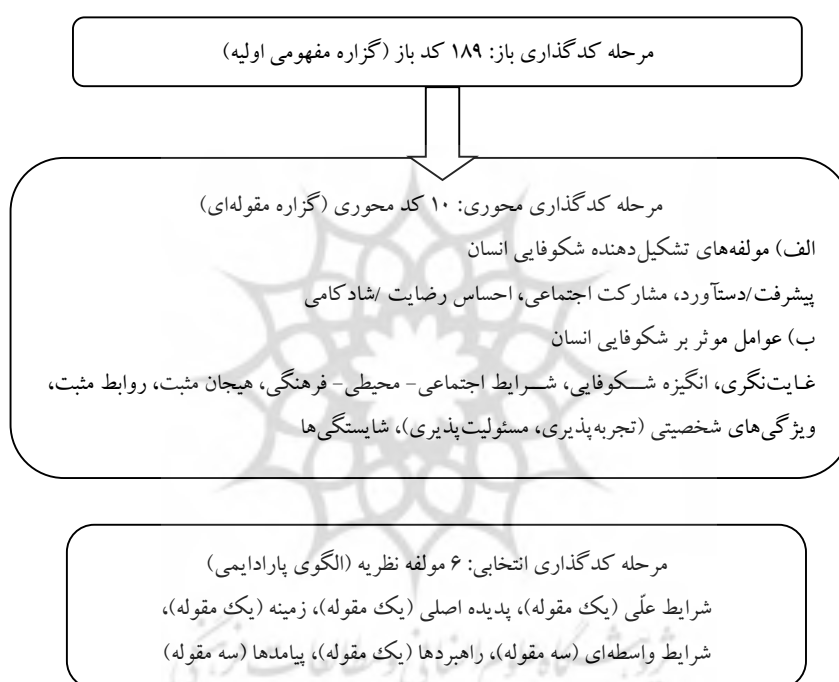 مرحله کدگذاری باز: ۱۸۹ کد باز (گزاره مفهومی اولیه)
مرحله کدگذاری محوری: ۱۰ کد محوری (گزاره مقوله‌ای)
الف) مولفه‌های تشکیل‌دهنده شکوفایی انسان
پیشرفت/دستآورد، مشارکت اجتماعی، احساس رضایت /شادکامی
ب) عوامل موثر بر شکوفایی انسان
غـایت‌نگری، انگیزه شــکوفایی، شــرایط اجتماعی- محیطی- فرهنگی، هیجان مثبت، روابط مثبت،
ویژگی‌های شخصیتی (تجربه‌پذیری، مسئولیت‌پذیری)، شایستگی‌ها
مرحله کدگذاری انتخابی: ۶ مولفه نظریه (الگوی پارادایمی)
شرایط علّی (یک مقوله)، پدیده اصلی (یک مقوله)، زمینه (یک مقوله)،
شرایط واسطه‌ای (سه مقوله)، راهبردها (یک مقوله)، پیامدها (سه مقوله)